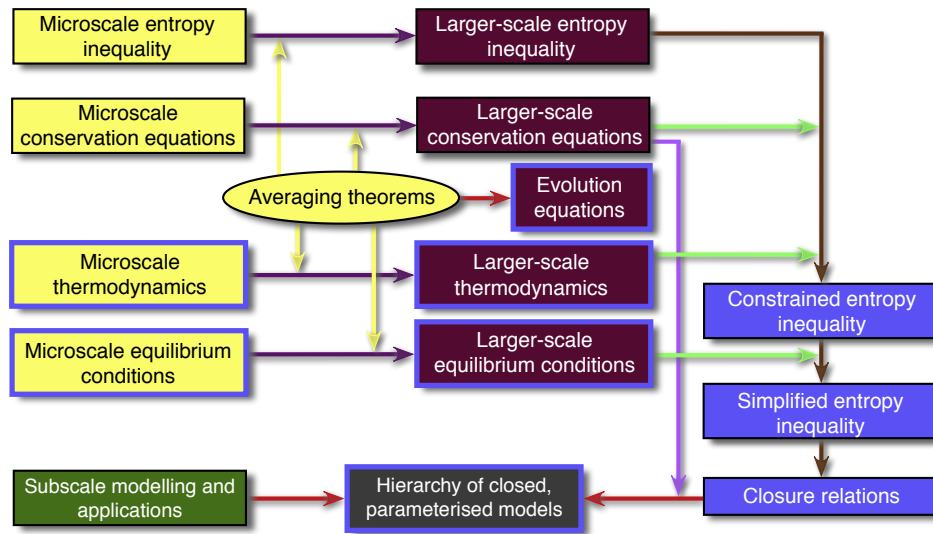 Microscale entropy
inequality
Larger-scale entropy
inequality
Microscale
conservation equations
Larger-scale
conservation equations
Averaging theorems
Evolution
equations
Microscale
thermodynamics
Larger-scale
thermodynamics
Constrained entropy
inequality
Microscale equilibrium
conditions
Larger-scale
equilibrium conditions
Simplified entropy
inequality
Subscale modelling and
applications
Hierarchy of closed,
parameterised models
Closure relations